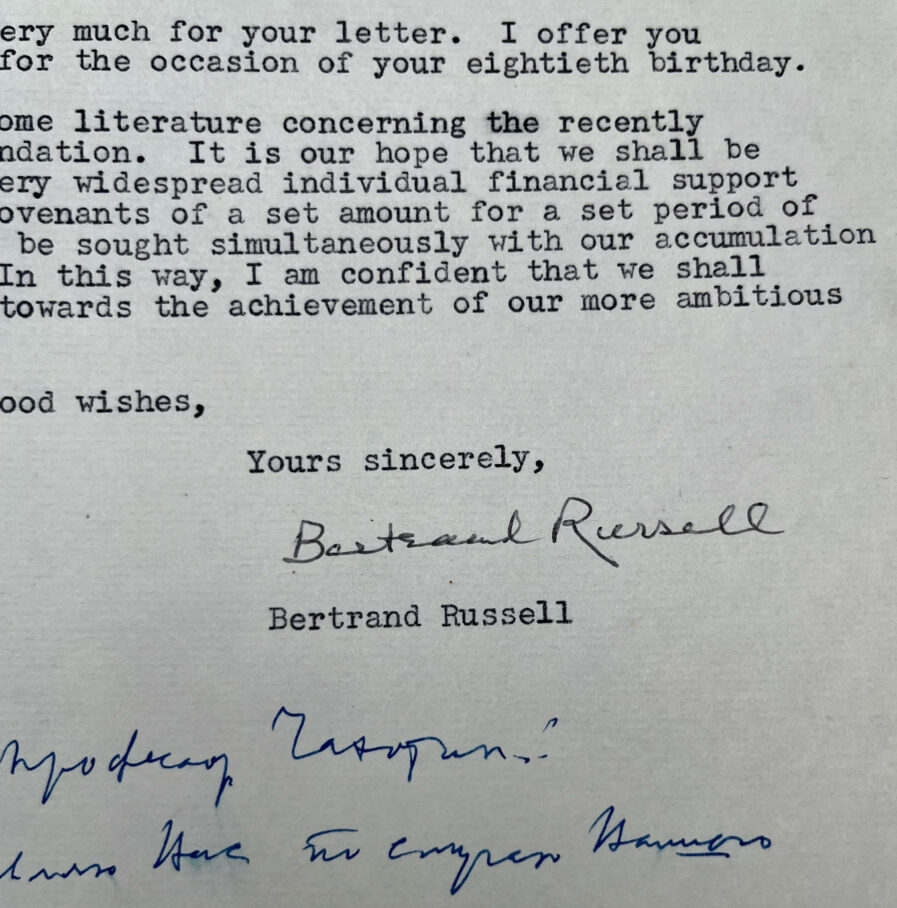 ery much for your letter. I offer you
for the occasion of your eightieth birthday.
ome literature concerning the recently
ndation. It is our hope that we shall be
ery widespread individual financial support
ovenants of a set amount for a set period of
be sought simultaneously with our accumulation
In this way, I am confident that we shall
towards the achievement of our more ambitious
ood wishes,
Yours sincerely,
Bertrand Russell
Bertrand Russell